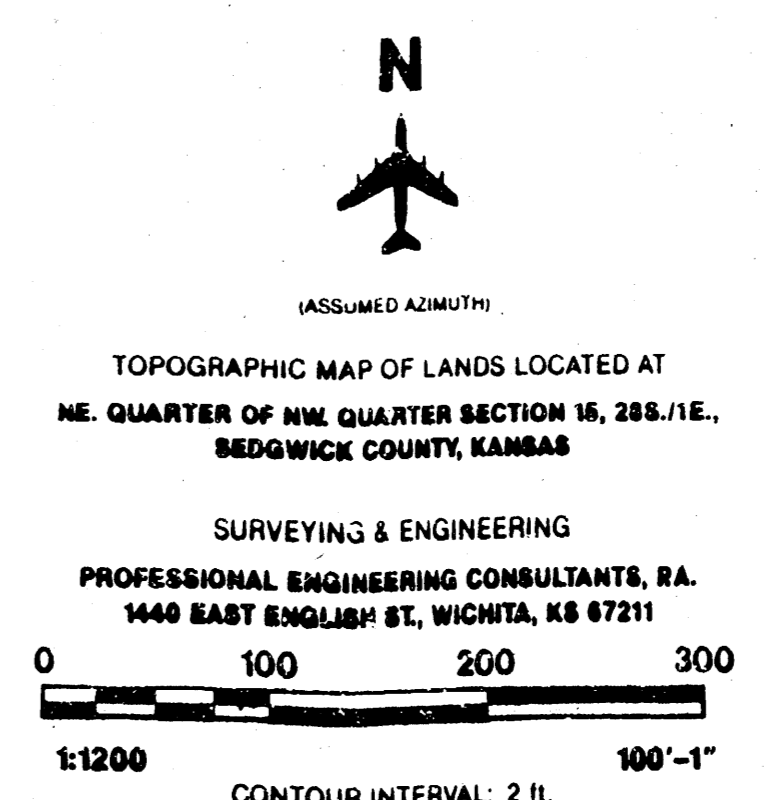 N
(ASSUMED AZIMUTH)
TOPOGRAPHIC MAP OF LANDS LOCATED AT
NE. QUARTER OF NW. QUARTER SECTION 15, 28S./1E.,
SEDGWICK COUNTY, KANSAS
SURVEYING & ENGINEERING
PROFESSIONAL ENGINEERING CONSULTANTS, P.A.
1440 EAST ENGLISH ST., WICHITA, KS 67211
0 100 200 300
1:1200 100'-1"
CONTOUR INTERVAL: 2 ft.